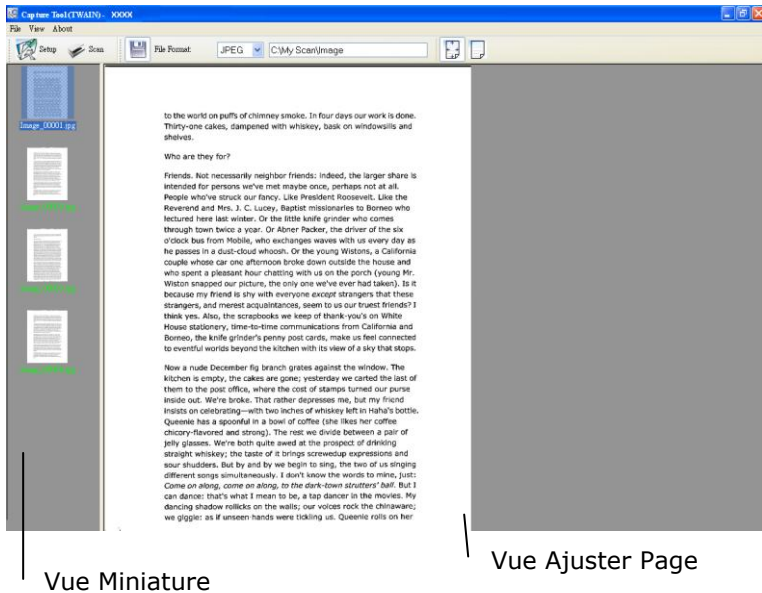 Capture Tool(TWAIN)- XXXX
File View About
Setup Scan File Format: JPEG C:\My Scan\Image
Image_00001.jpg
to the world on puffs of chimney smoke. In four days our work is done.
Thirty-one cakes, dampened with whiskey, bask on windowsills and
shelves.
Who are they for?
Friends. Not necessarily neighbor friends: indeed, the larger share is
intended for persons we've met maybe once, perhaps not at all.
People who've struck our fancy. Like President Roosevelt. Like the
Reverend and Mrs. J. C. Lucey, Baptist missionaries to Borneo who
lectured here last winter. Or the little knife grinder who comes
through town twice a year. Or Abner Packer, the driver of the six
o'clock bus from Mobile, who exchanges waves with us every day as
he passes in a dust-cloud whoosh. Or the young Wistons, a California
couple whose car one afternoon broke down outside the house and
who spent a pleasant hour chatting with us on the porch (young Mr.
Wiston snapped our picture, the only one we've ever had taken). Is it
because my friend is shy with everyone except strangers that these
strangers, and merest acquaintances, seem to us our truest friends? I
think yes. Also, the scrapbooks we keep of thank-you's on White
House stationery, time-to-time communications from California and
Borneo, the knife grinder's penny post cards, make us feel connected
to eventful worlds beyond the kitchen with its view of a sky that stops.
Now a nude December fig branch grates against the window. The
kitchen is empty, the cakes are gone; yesterday we carted the last of
them to the post office, where the cost of stamps turned our purse
inside out. We're broke. That rather depresses me, but my friend
insists on celebrating—with two inches of whiskey left in Haha's bottle.
Queenie has a spoonful in a bowl of coffee (she likes her coffee
chicory-flavored and strong). The rest we divide between a pair of
jelly glasses. We're both quite awed at the prospect of drinking
straight whiskey; the taste of it brings screwedup expressions and
sour shudders. But by and by we begin to sing, the two of us singing
different songs simultaneously. I don't know the words to mine, just:
Come on along, come on along, to the dark-town strutters' ball. But I
can dance: that's what I mean to be, a tap dancer in the movies. My
dancing shadow rollicks on the walls; our voices rock the chinaware;
we giggle: as if unseen hands were tickling us. Queenie rolls on her
Vue Ajuster Page
Vue Miniature